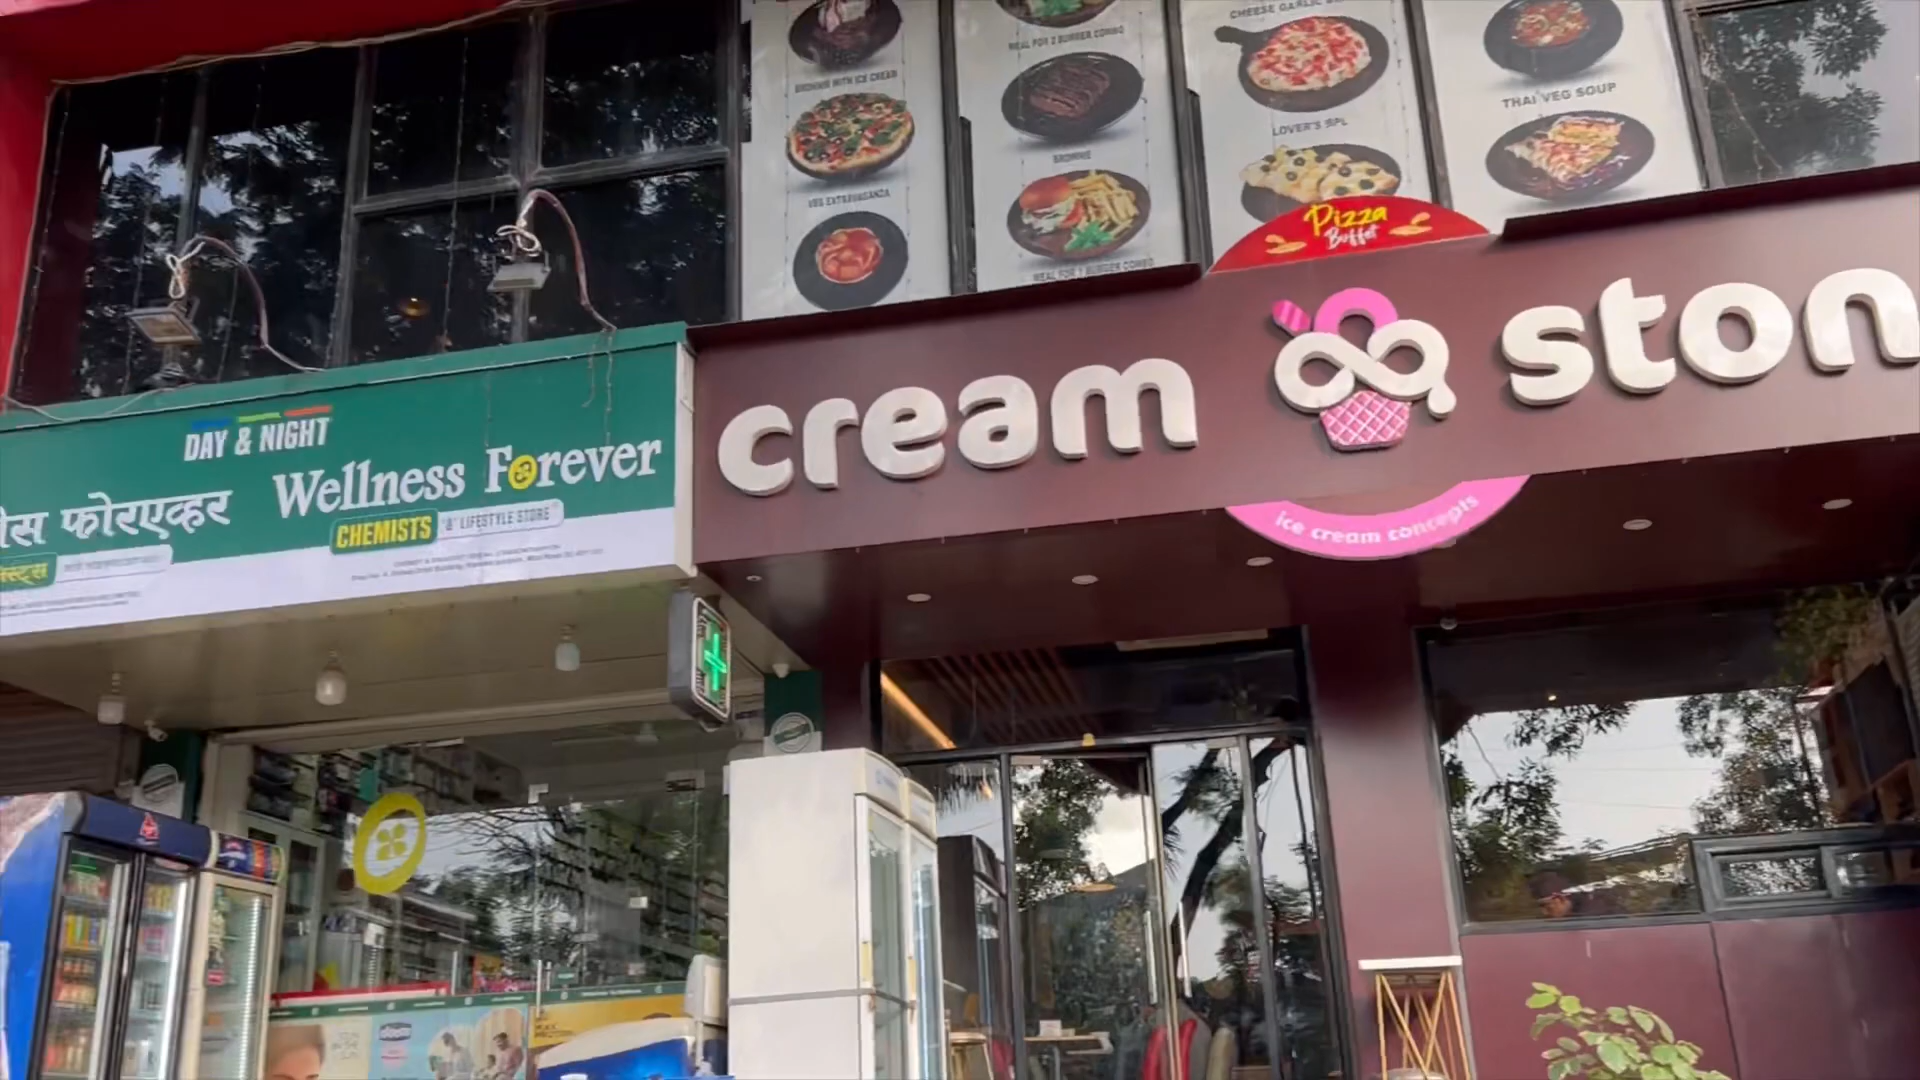 BROWNIE WITH ICE CREAM
VEG EXTRAVAGANZA
MEAL FOR 2 BURGER COMBO
BROWNIE
MEAL FOR 1 BURGER COMBO
CHEESE GARLIC
LOVER'S BPL
THAI VEG SOUP
Pizza
Buffet
cream & ston
ice cream concepts
DAY & NIGHT
फोरएव्हर
Wellness Forever
CHEMISTS '&' LIFESTYLE STORE